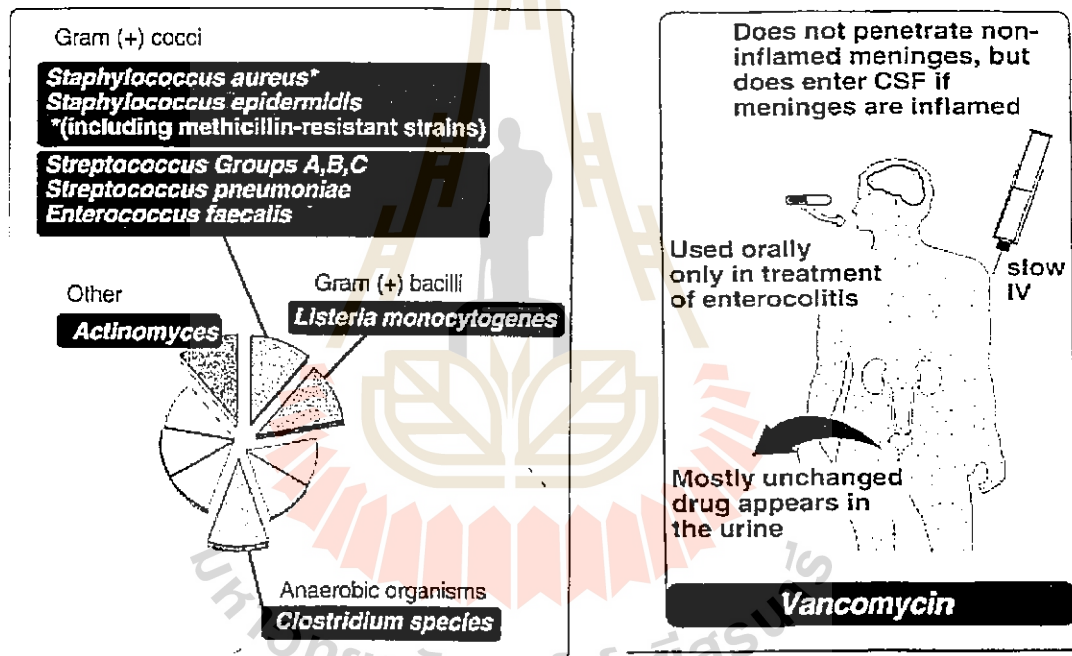 Gram (+) cocci
Staphylococcus aureus*
Staphylococcus epidermidis
*(including methicillin-resistant strains)
Streptococcus Groups A,B,C
Streptococcus pneumoniae
Enterococcus faecalis
Other
Actinomyces
Gram (+) bacilli
Listeria monocytogenes
Anaerobic organisms
Clostridium species
Does not penetrate non-
inflamed meninges, but
does enter CSF if
meninges are inflamed
Used orally
only in treatment
of enterocolitis
slow
IV
Mostly unchanged
drug appears in
the urine
Vancomycin